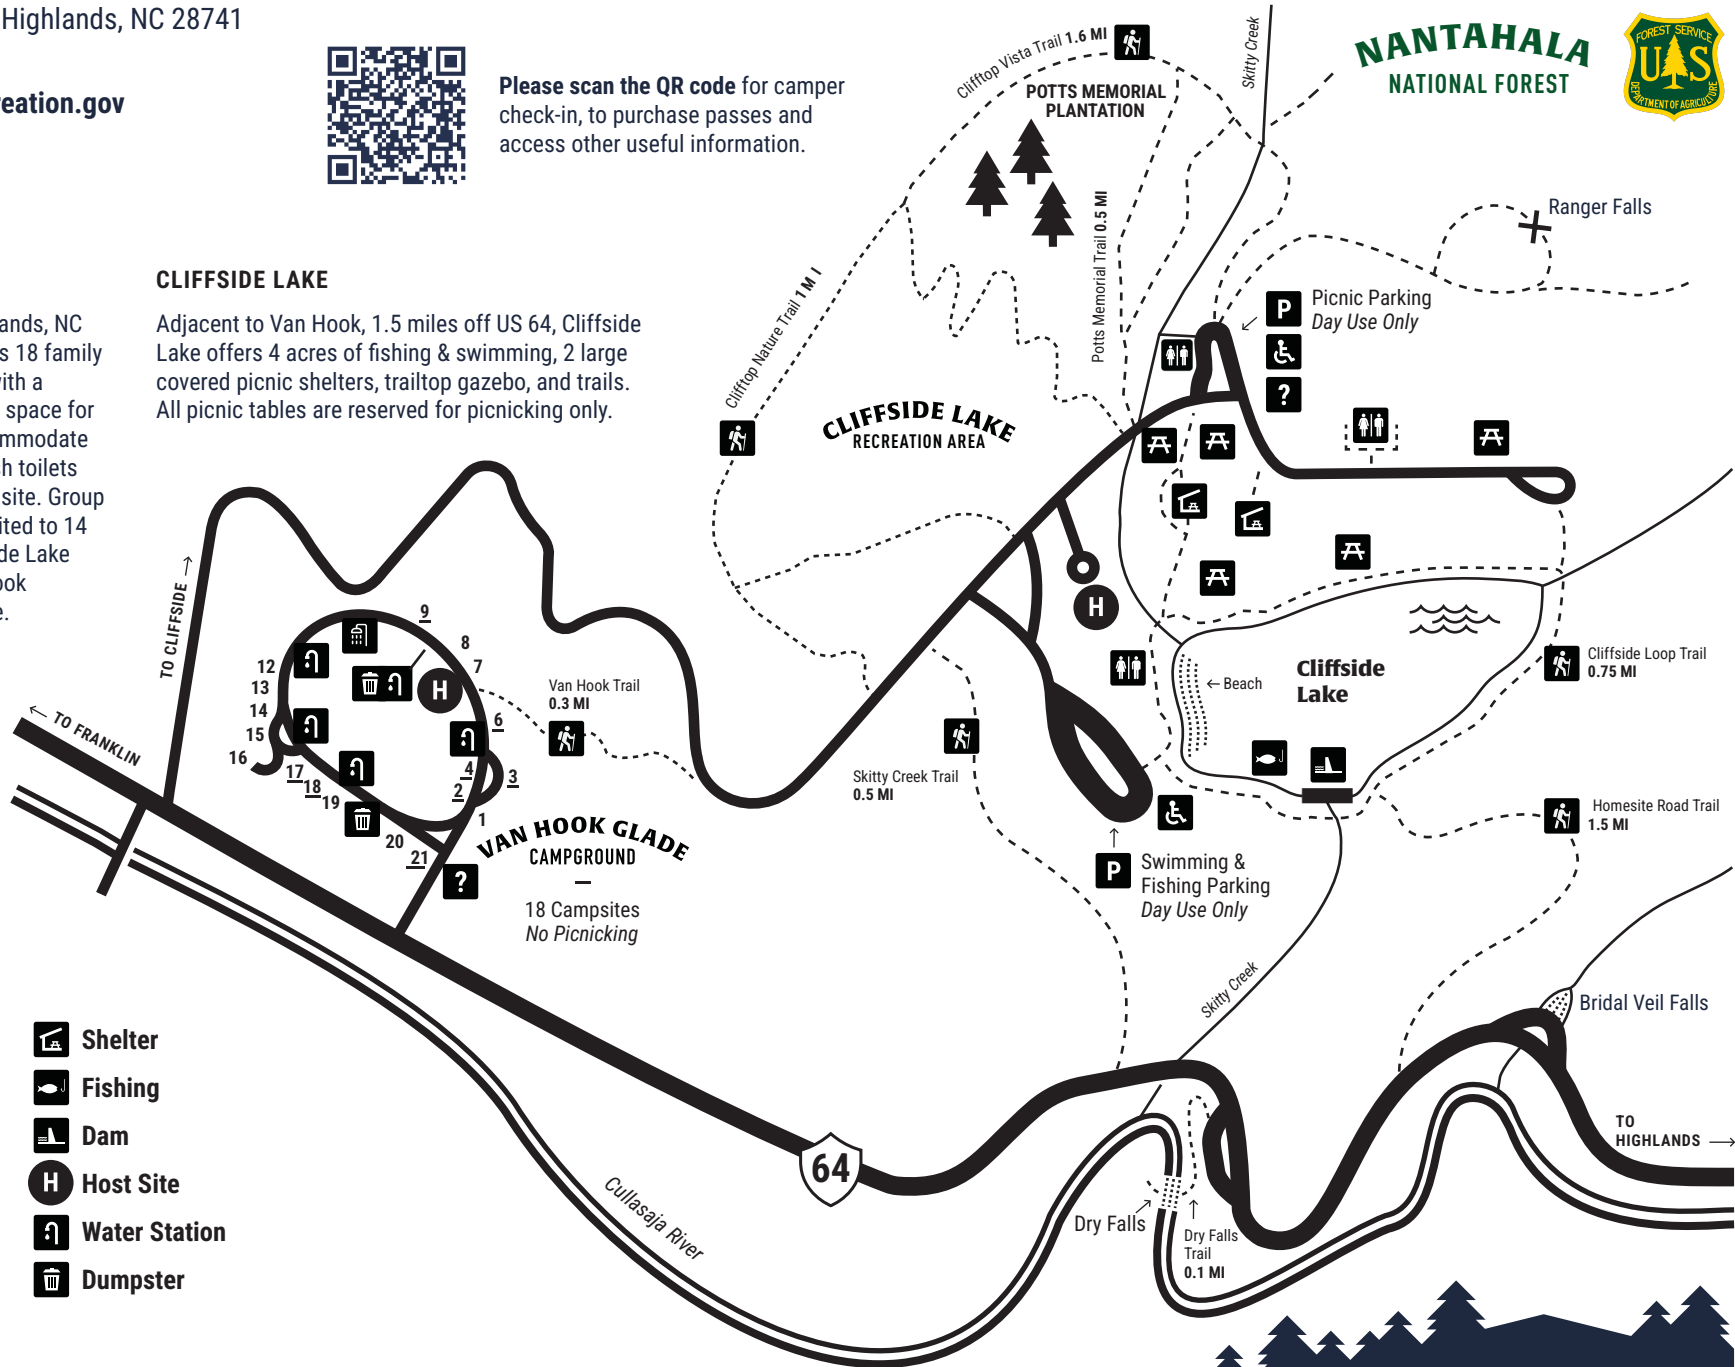 Highlands, NC 28741
eation.gov
Please scan the QR code for camper
check-in, to purchase passes and
access other useful information.
NANTAHALA
NATIONAL FOREST
FOREST SERVICE
US
DEPARTMENT OF AGRICULTURE
ands, NC
s 18 family
vith a
space for
mmodate
sh toilets
site. Group
ited to 14
de Lake
ook
e.
CLIFFSIDE LAKE
Adjacent to Van Hook, 1.5 miles off US 64, Cliffside
Lake offers 4 acres of fishing & swimming, 2 large
covered picnic shelters, trailtop gazebo, and trails.
All picnic tables are reserved for picnicking only.
Clifftop Vista Trail 1.6 MI
POTTS MEMORIAL
PLANTATION
Skitty Creek
Potts Memorial Trail 0.5 MI
Clifftop Nature Trail 1 M I
Ranger Falls
P
Picnic Parking
Day Use Only
?
CLIFFSIDE LAKE
RECREATION AREA
H
← Beach
Cliffside
Lake
Cliffside Loop Trail
0.75 MI
Homesite Road Trail
1.5 MI
Skitty Creek Trail
0.5 MI
P
Swimming &
Fishing Parking
Day Use Only
TO CLIFFSIDE →
← TO FRANKLIN
9
8
7
6
4
3
2
1
12
13
14
15
16
17
18
19
20
21
H
Van Hook Trail
0.3 MI
VAN HOOK GLADE
CAMPGROUND
?
18 Campsites
No Picnicking
Skitty Creek
Bridal Veil Falls
TO
HIGHLANDS →
64
Cullasaja River
Dry Falls
Dry Falls
Trail
0.1 MI
Shelter
Fishing
Dam
H Host Site
Water Station
Dumpster